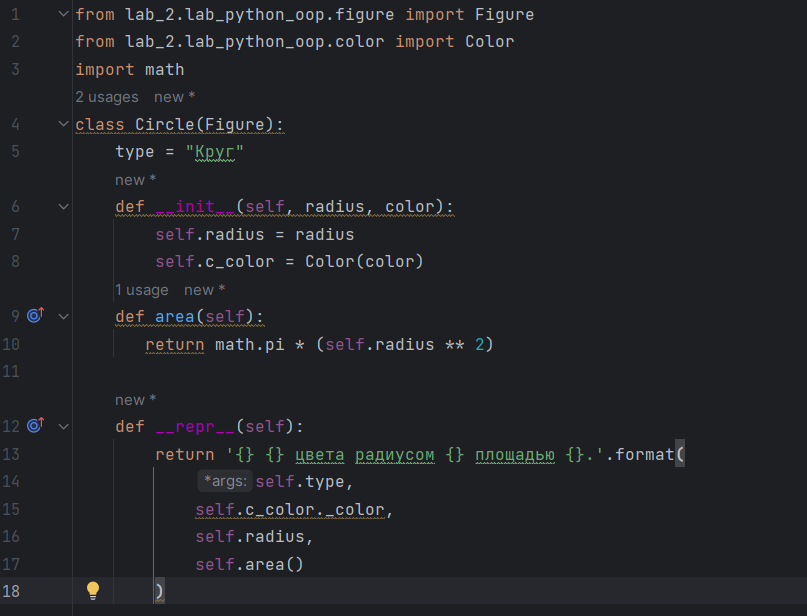 1 from lab_2.lab_python_oop.figure import Figure
2 from lab_2.lab_python_oop.color import Color
3 import math
2 usages new *
4 class Circle(Figure):
5 type = "Круг"
new *
6 def __init__(self, radius, color):
7 self.radius = radius
8 self.c_color = Color(color)
1 usage new *
9 def area(self):
10 return math.pi * (self.radius ** 2)
11
new *
12 def __repr__(self):
13 return '{} {} цвета радиусом {} площадью {}.'.format(
14 *args: self.type,
15 self.c_color._color,
16 self.radius,
17 self.area()
18 )